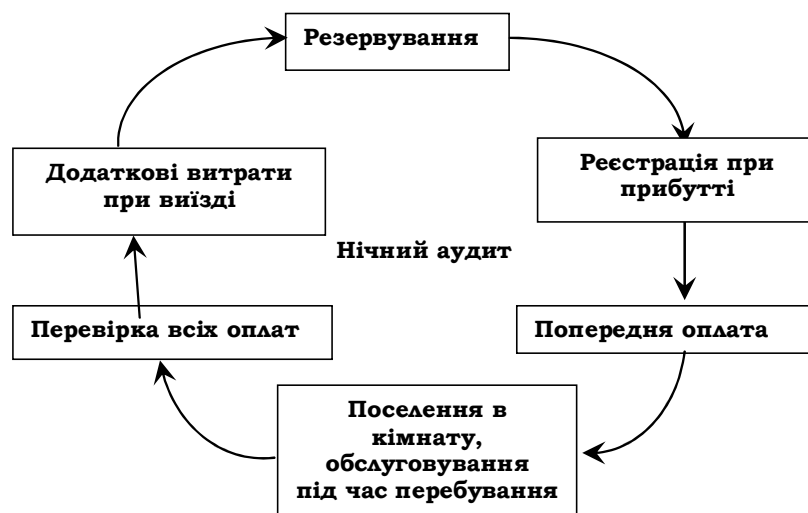 Резервування
Реєстрація при
прибутті
Додаткові витрати
при виїзді
Нічний аудит
Перевірка всіх оплат
Попередня оплата
Поселення в
кімнату,
обслуговування
під час перебування